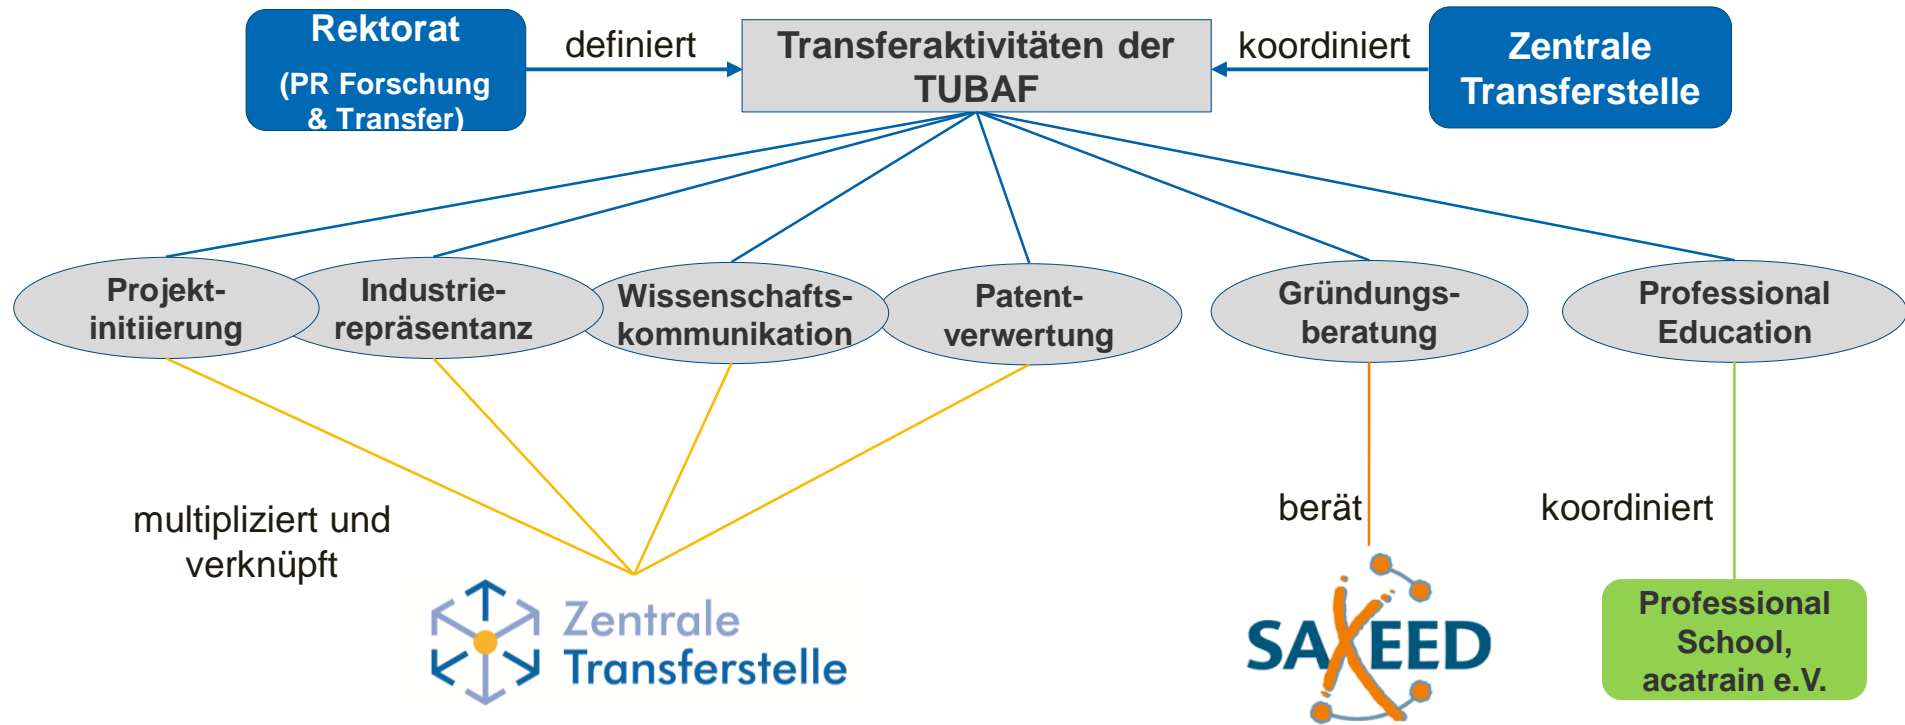 Rektorat
(PR Forschung
& Transfer)
definiert
Transferaktivitäten der
TUBAF
koordiniert
Zentrale
Transferstelle
Projekt-
initiierung
Industrie-
repräsentanz
Wissenschafts-
kommunikation
Patent-
verwertung
Gründungs-
beratung
Professional
Education
multipliziert und
verknüpft
berät
koordiniert
Zentrale
Transferstelle
SAXEED
Professional
School,
acatrain e.V.